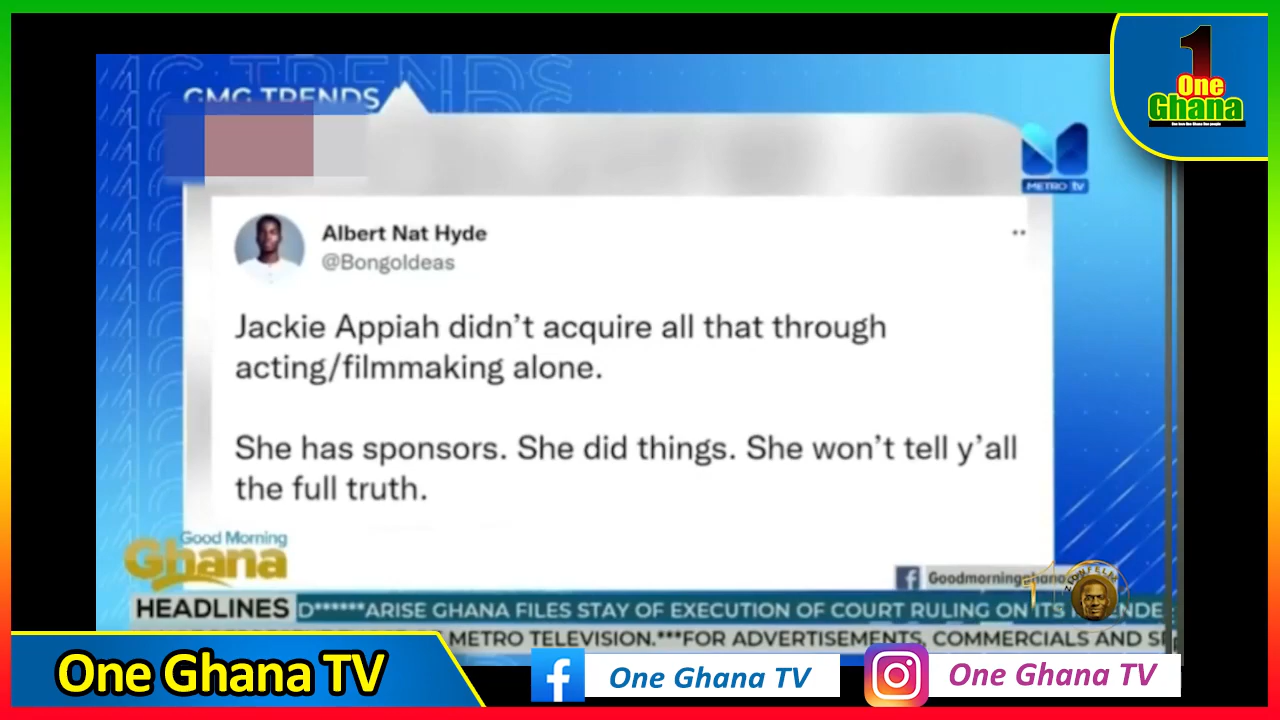 GMG TRENDS
1
One
Ghana
METRO tv
Albert Nat Hyde
@BongoIdeas
Jackie Appiah didn't acquire all that through
acting/filmmaking alone.
She has sponsors. She did things. She won't tell y'all
the full truth.
Good Morning
Ghana
Goodmorningghana
HEADLINES D******ARISE GHANA FILES STAY OF EXECUTION OF COURT RULING ON ITS
METRO TELEVISION.***FOR ADVERTISEMENTS, COMMERCIALS AND
One Ghana TV
One Ghana TV
One Ghana TV